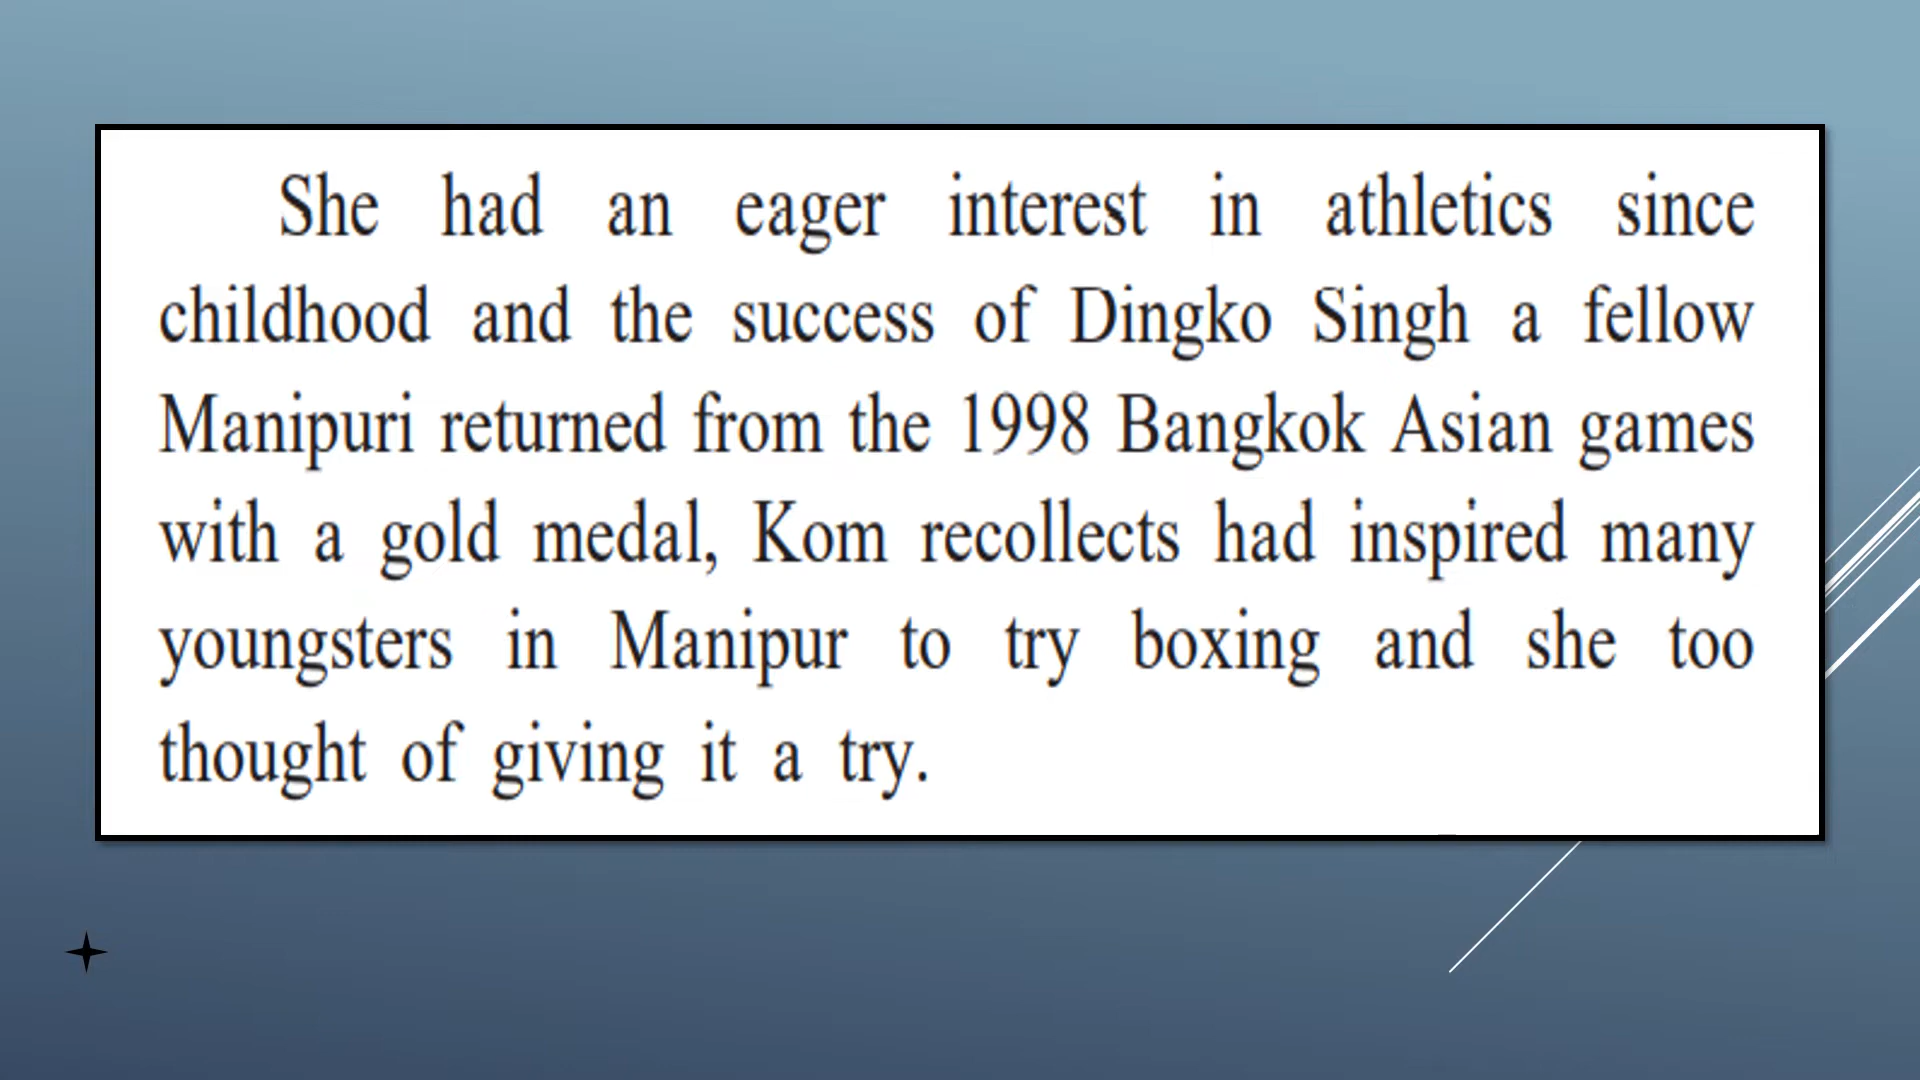 She had an eager interest in athletics since
childhood and the success of Dingko Singh a fellow
Manipuri returned from the 1998 Bangkok Asian games
with a gold medal, Kom recollects had inspired many
youngsters in Manipur to try boxing and she too
thought of giving it a try.